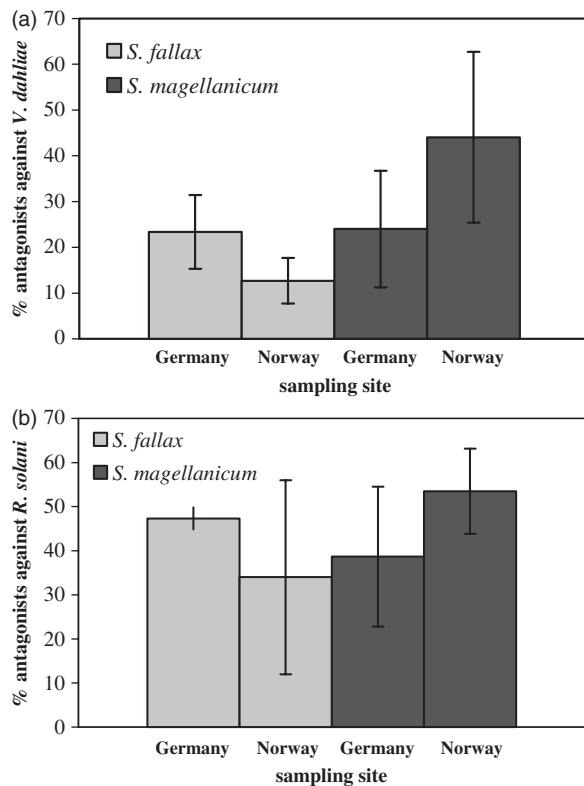 (a)
70
60
50
40
30
20
10
0
% antagonists against V. dahliae
S. fallax
S. magellanicum
Germany Norway Germany Norway
sampling site
(b)
70
60
50
40
30
20
10
0
% antagonists against R. solani
S. fallax
S. magellanicum
Germany Norway Germany Norway
sampling site